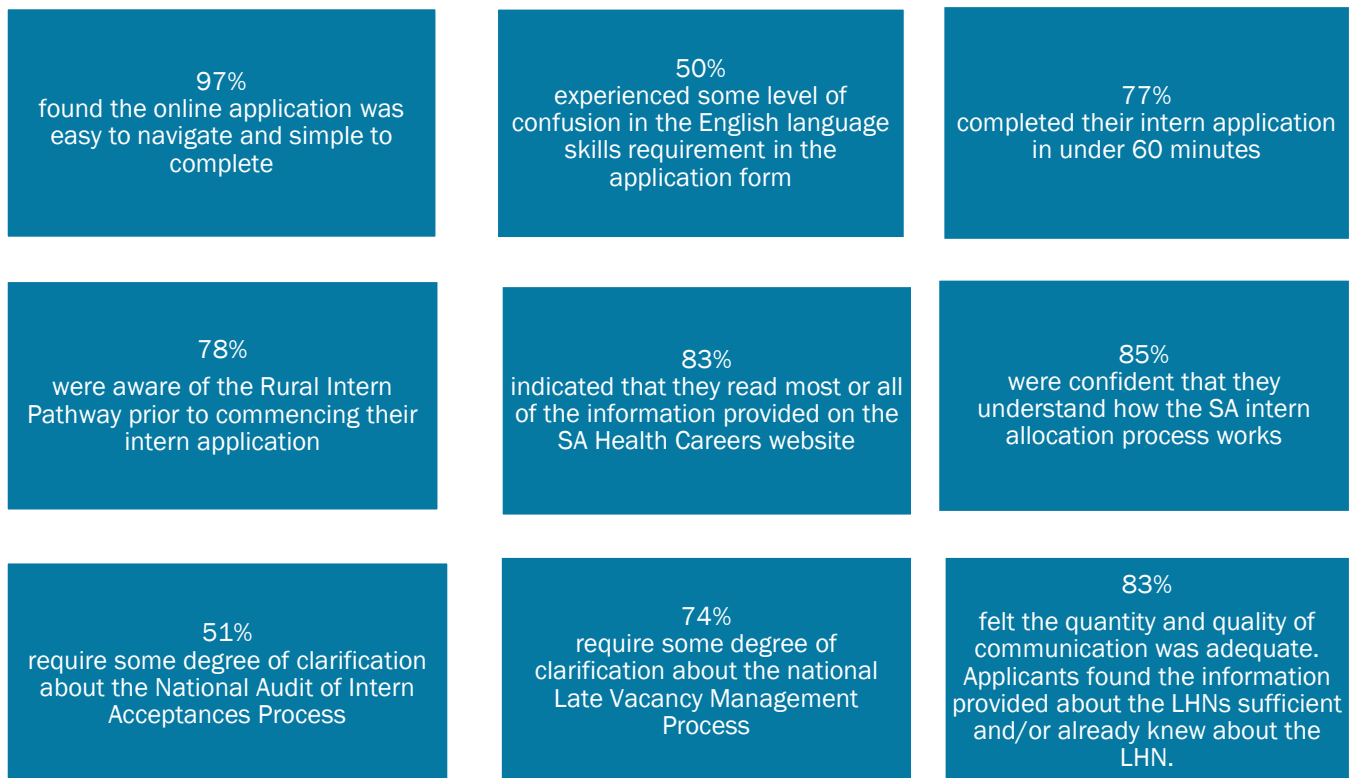 97%
found the online application was
easy to navigate and simple to
complete
50%
experienced some level of
confusion in the English language
skills requirement in the
application form
77%
completed their intern application
in under 60 minutes
78%
were aware of the Rural Intern
Pathway prior to commencing their
intern application
83%
indicated that they read most or all
of the information provided on the
SA Health Careers website
85%
were confident that they
understand how the SA intern
allocation process works
51%
require some degree of clarification
about the National Audit of Intern
Acceptances Process
74%
require some degree of
clarification about the national
Late Vacancy Management
Process
83%
felt the quantity and quality of
communication was adequate.
Applicants found the information
provided about the LHNs sufficient
and/or already knew about the
LHN.